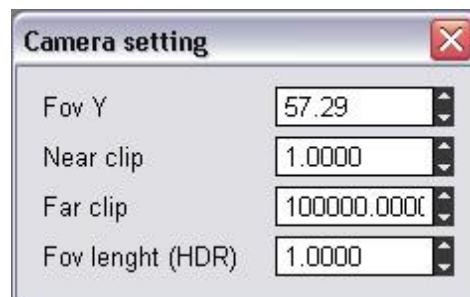 Camera setting
Fov Y 57.29
Near clip 1.0000
Far clip 100000.000
Fov lenght (HDR) 1.0000